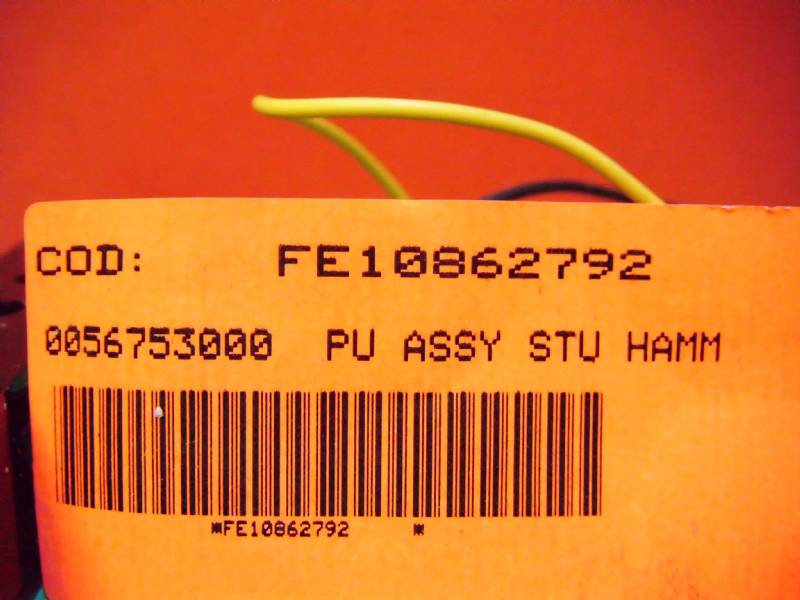 COD: FE10862792
0056753000 PU ASSY STU HAMM
*FE10862792 *